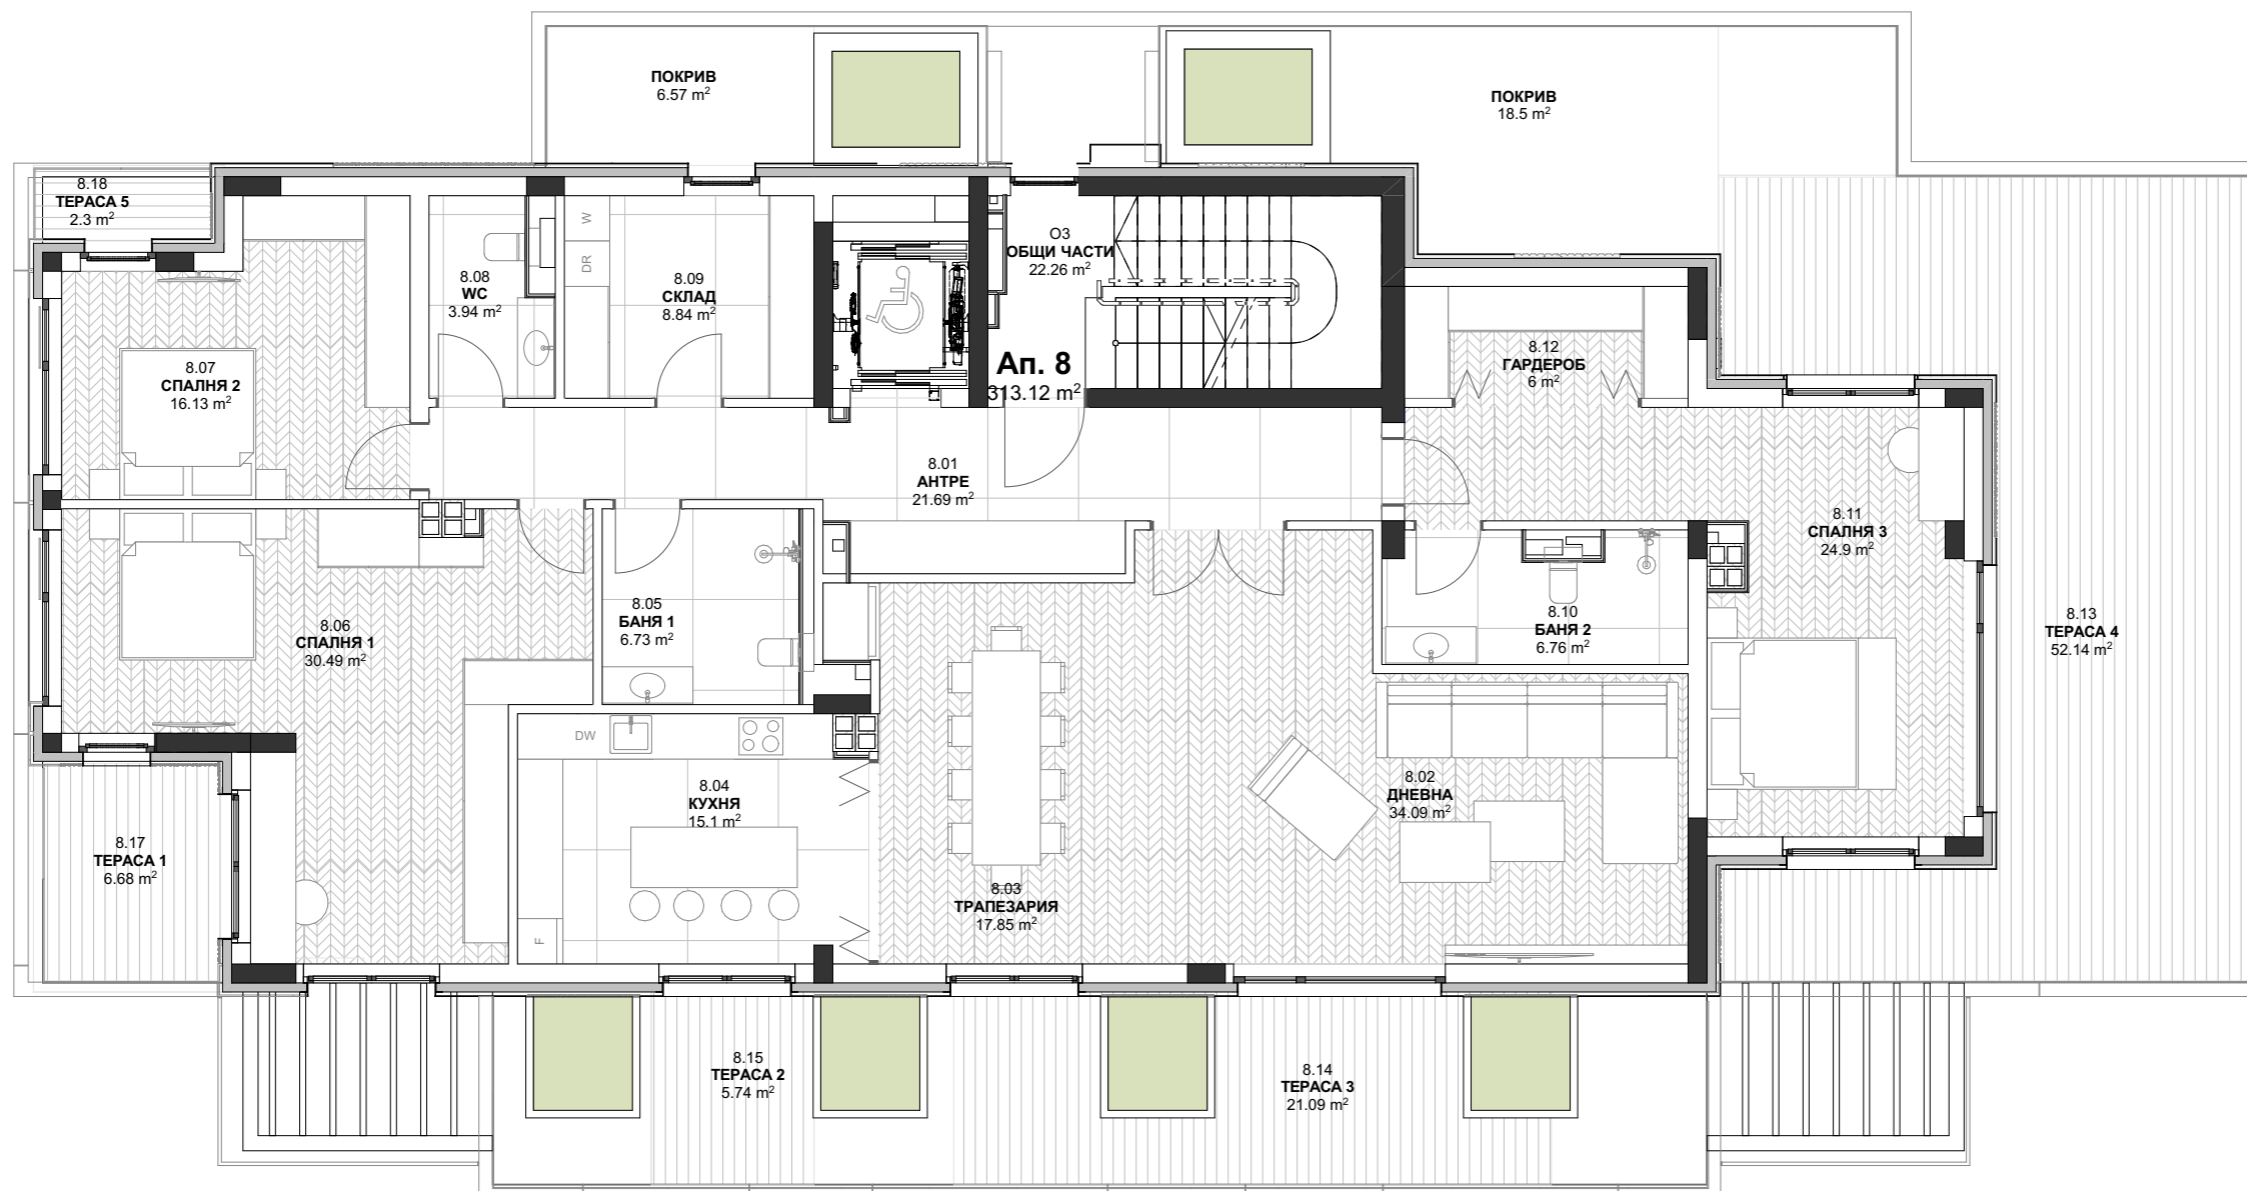 ПОКРИВ
6.57 m²
ПОКРИВ
18.5 m²
8.18
ТЕРАСА 5
2.3 m²
W
DR
8.08
WC
3.94 m²
8.09
СКЛАД
8.84 m²
О3
ОБЩИ ЧАСТИ
22.26 m²
Ап. 8
313.12 m²
8.07
СПАЛНЯ 2
16.13 m²
8.12
ГАРДЕРОБ
6 m²
8.01
АНТРЕ
21.69 m²
8.11
СПАЛНЯ 3
24.9 m²
8.06
СПАЛНЯ 1
30.49 m²
8.05
БАНЯ 1
6.73 m²
8.10
БАНЯ 2
6.76 m²
8.13
ТЕРАСА 4
52.14 m²
DW
8.04
КУХНЯ
15.1 m²
8.02
ДНЕВНА
34.09 m²
8.17
ТЕРАСА 1
6.68 m²
8.03
ТРАПЕЗАРИЯ
17.85 m²
F
8.15
ТЕРАСА 2
5.74 m²
8.14
ТЕРАСА 3
21.09 m²